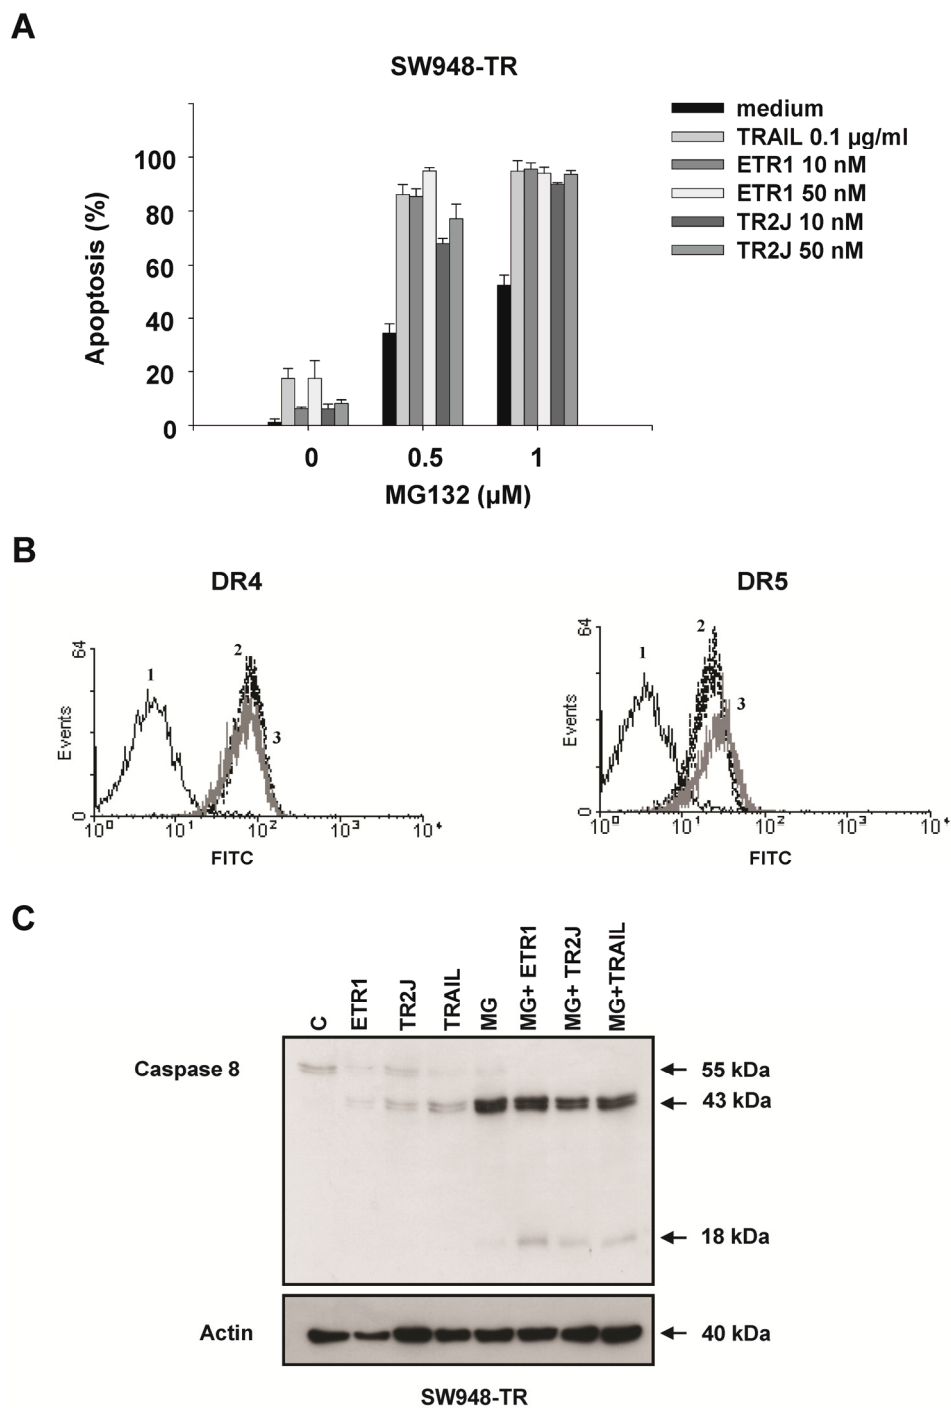 A
SW948-TR
medium
TRAIL 0.1 µg/ml
ETR1 10 nM
ETR1 50 nM
TR2J 10 nM
TR2J 50 nM
Apoptosis (%)
100
80
60
40
20
0
0 0.5 1
MG132 (µM)
B
DR4
64
Events
0
1
2
3
10⁰ 10¹ 10² 10³ 10⁴
FITC
DR5
64
Events
0
1
2
3
10⁰ 10¹ 10² 10³ 10⁴
FITC
C
C
ETR1
TR2J
TRAIL
MG
MG+ ETR1
MG+ TR2J
MG+TRAIL
Caspase 8
55 kDa
43 kDa
18 kDa
Actin
40 kDa
SW948-TR